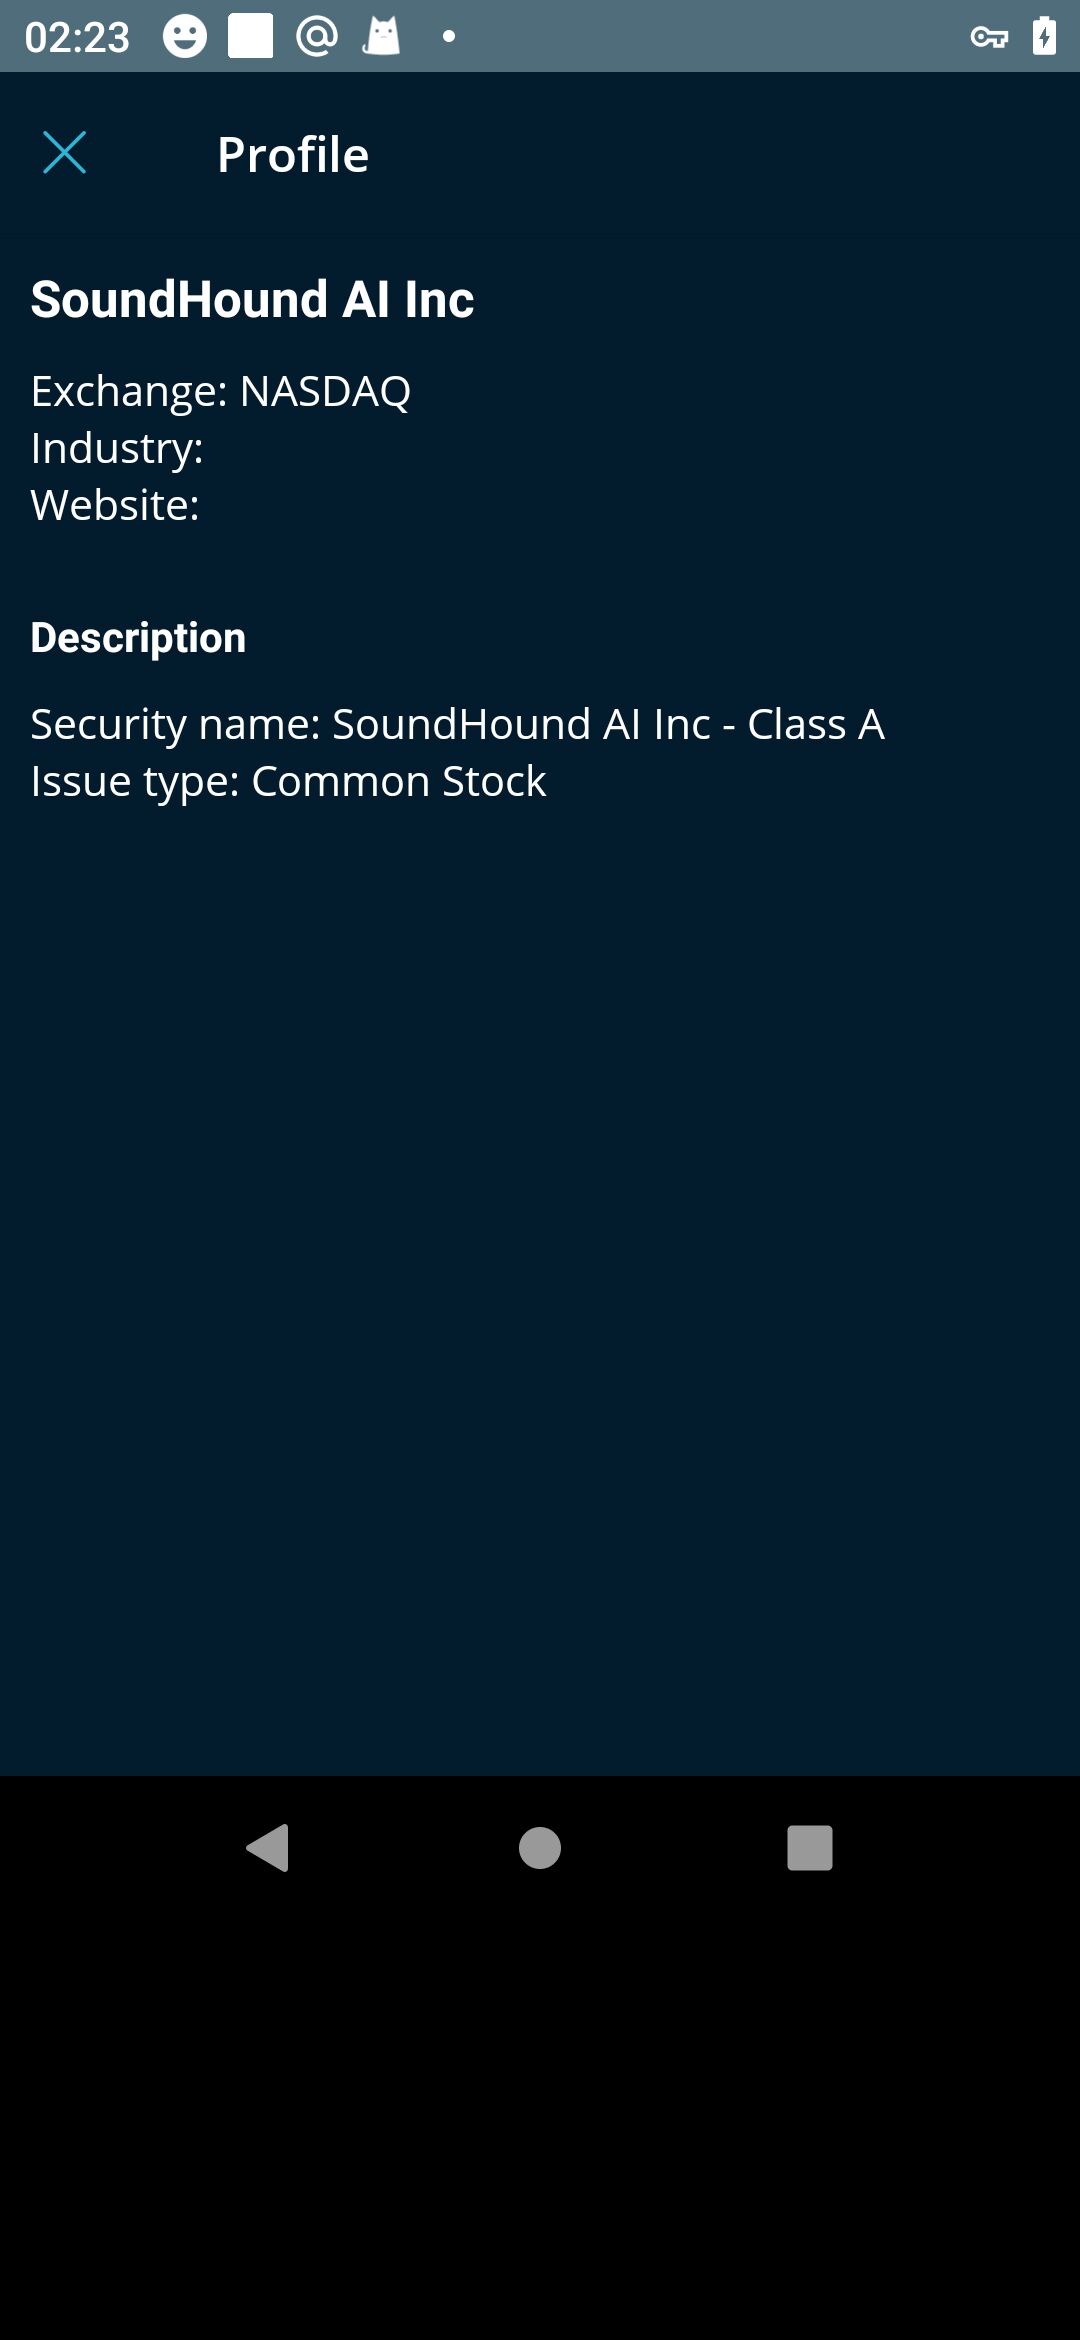 02:23
Profile
SoundHound AI Inc
Exchange: NASDAQ
Industry:
Website:
Description
Security name: SoundHound AI Inc - Class A
Issue type: Common Stock